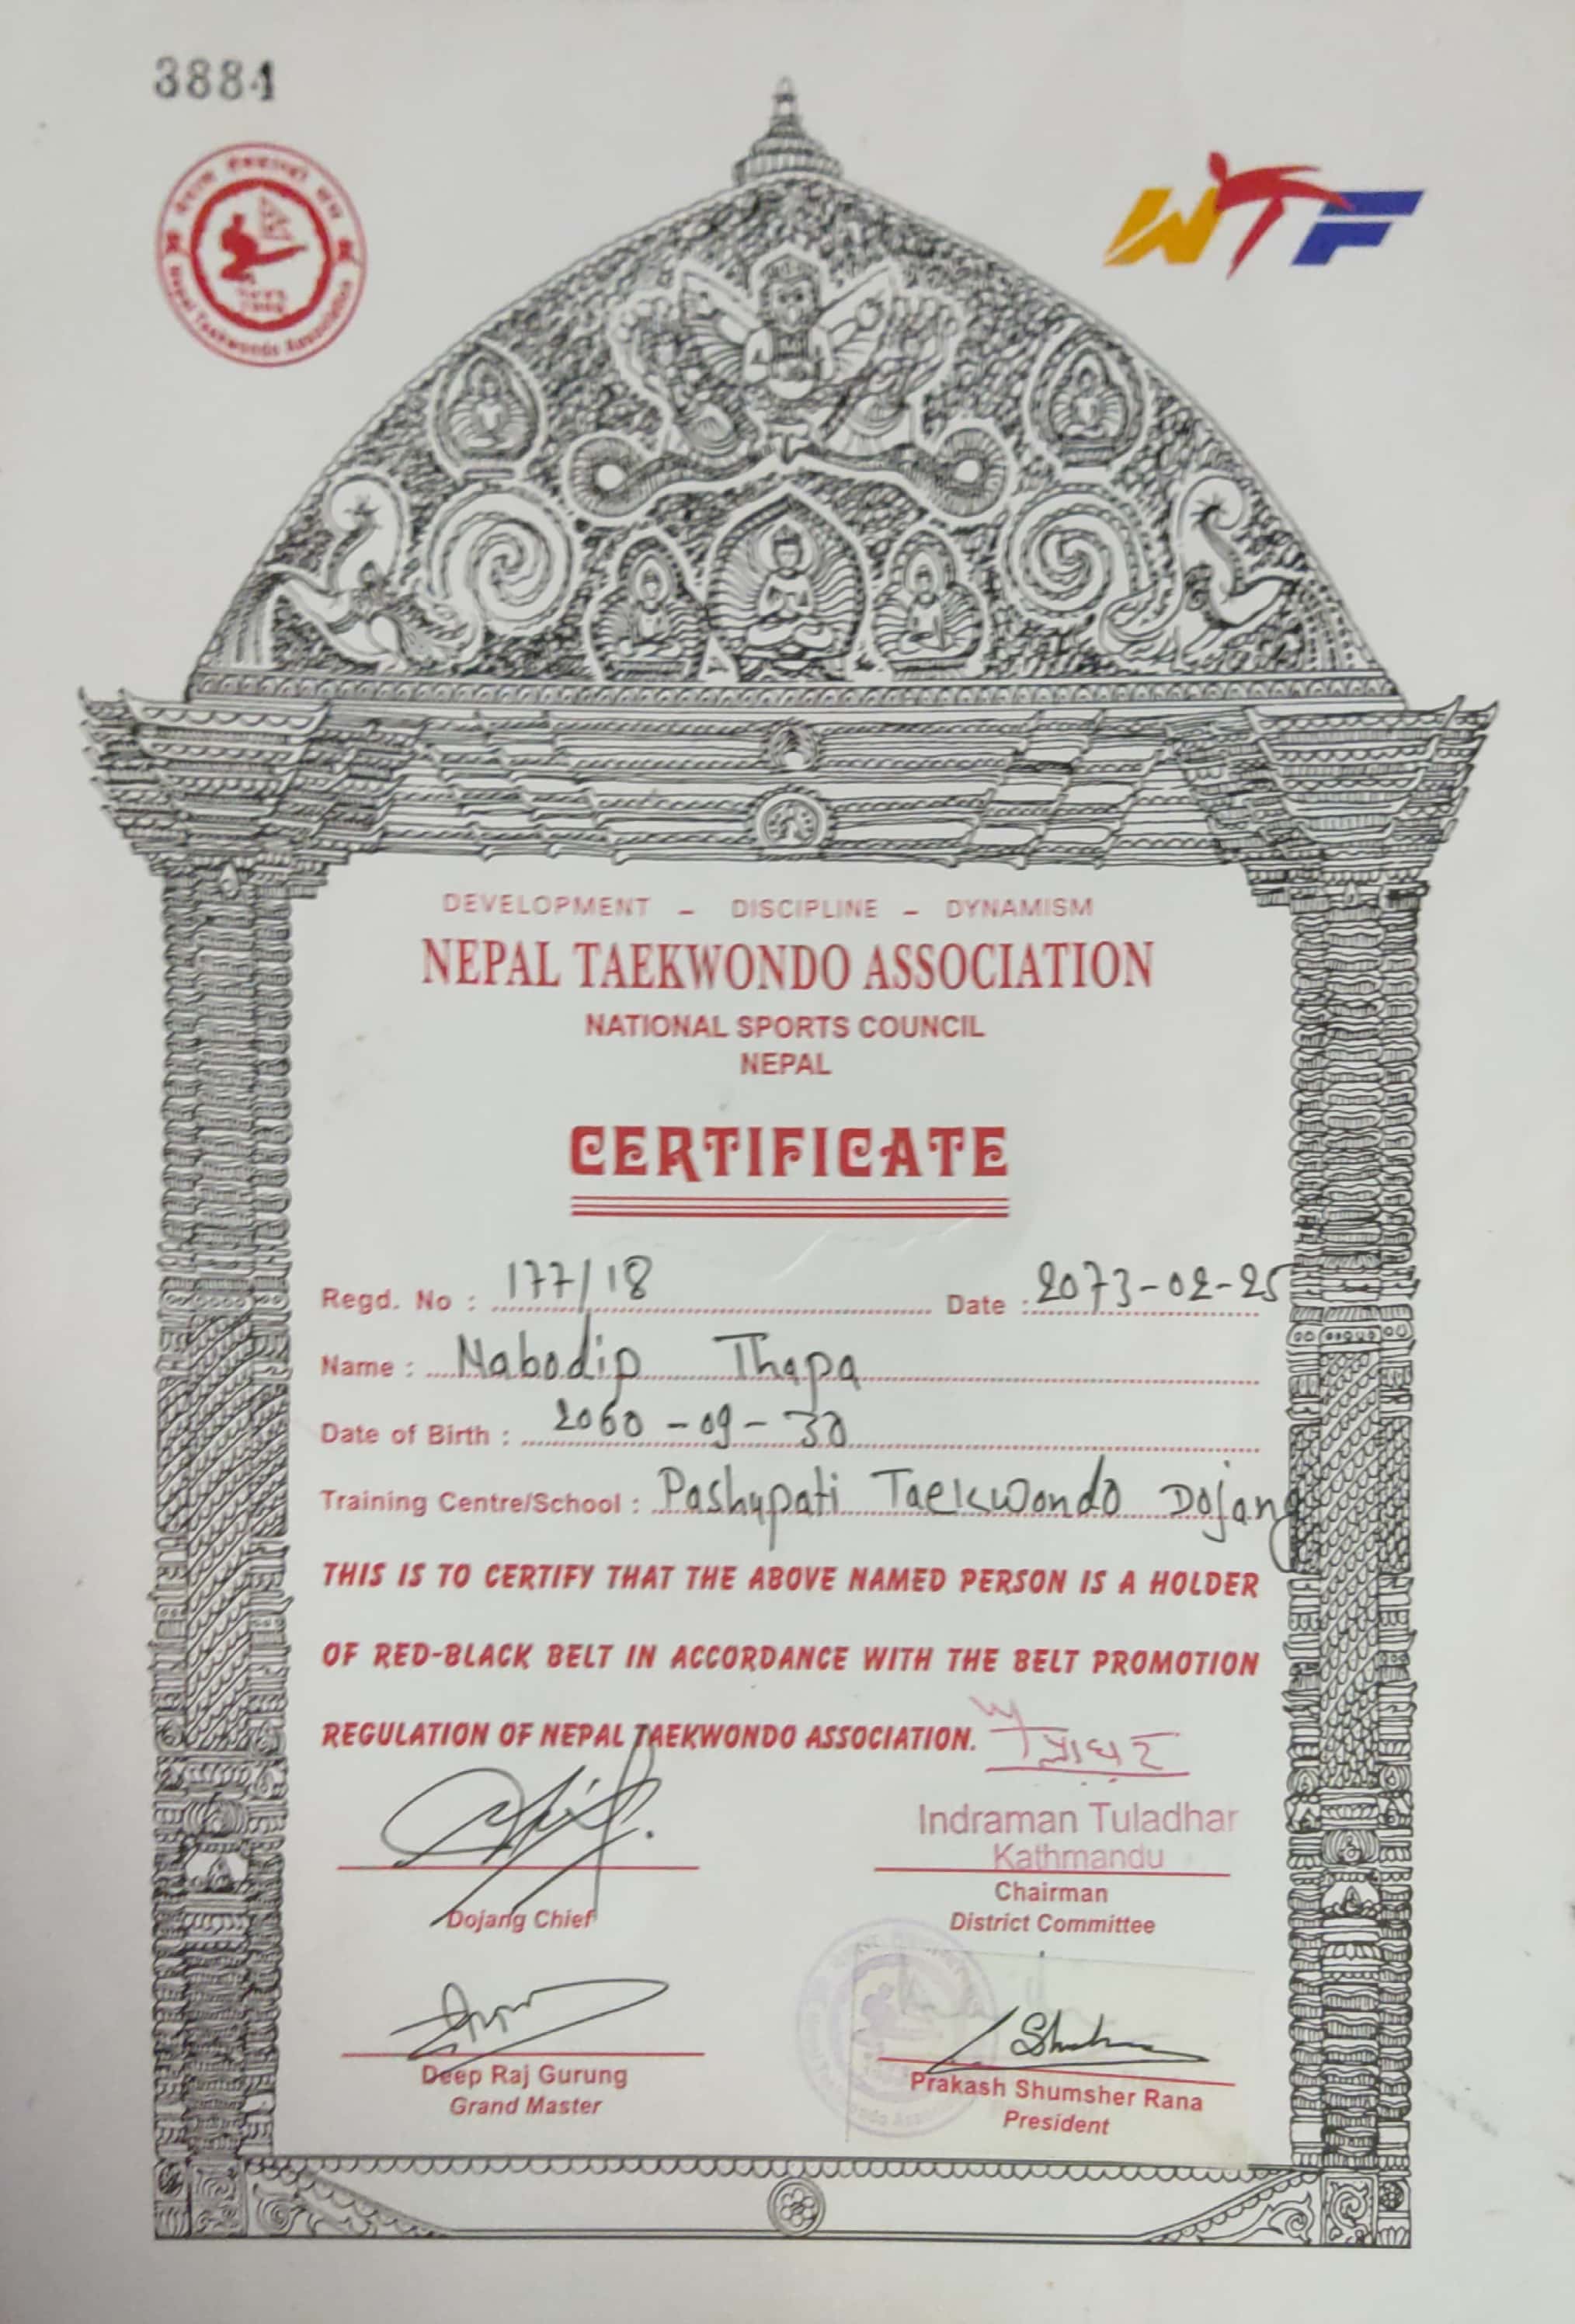 3884
नेपाल तेक्वान्दो संघ
Nepal Taekwondo Association
WTF
DEVELOPMENT – DISCIPLINE – DYNAMISM
NEPAL TAEKWONDO ASSOCIATION
NATIONAL SPORTS COUNCIL
NEPAL
CERTIFICATE
Regd. No : 177/18 Date : 2073-02-25
Name : Nabodip Thapa
Date of Birth : 2060-09-30
Training Centre/School : Pashupati Taekwondo Dojang
THIS IS TO CERTIFY THAT THE ABOVE NAMED PERSON IS A HOLDER
OF RED-BLACK BELT IN ACCORDANCE WITH THE BELT PROMOTION
REGULATION OF NEPAL TAEKWONDO ASSOCIATION.
Indraman Tuladhar
Kathmandu
Dojang Chief
Chairman
District Committee
Deep Raj Gurung
Grand Master
Prakash Shumsher Rana
President